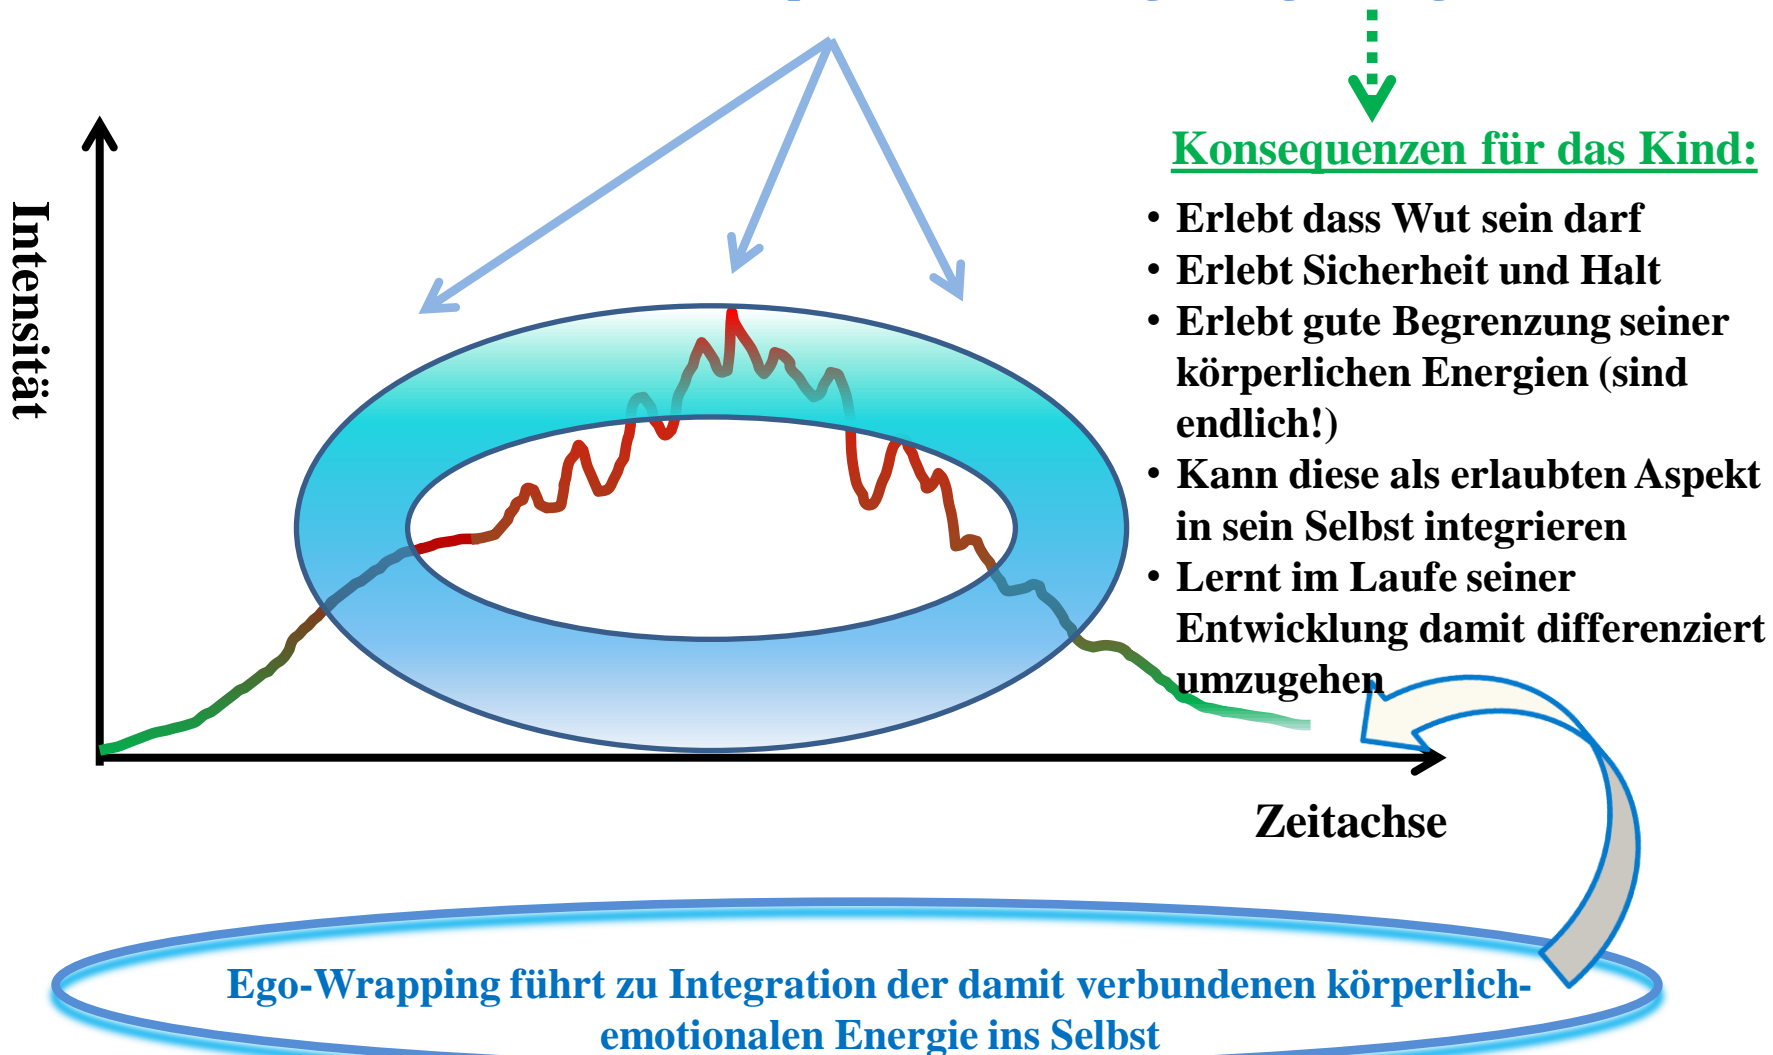 Konsequenzen für das Kind:
• Erlebt dass Wut sein darf
• Erlebt Sicherheit und Halt
• Erlebt gute Begrenzung seiner
körperlichen Energien (sind
endlich!)
• Kann diese als erlaubten Aspekt
in sein Selbst integrieren
• Lernt im Laufe seiner
Entwicklung damit differenziert
umzugehen
Intensität
Zeitachse
Ego-Wrapping führt zu Integration der damit verbundenen körperlich-
emotionalen Energie ins Selbst